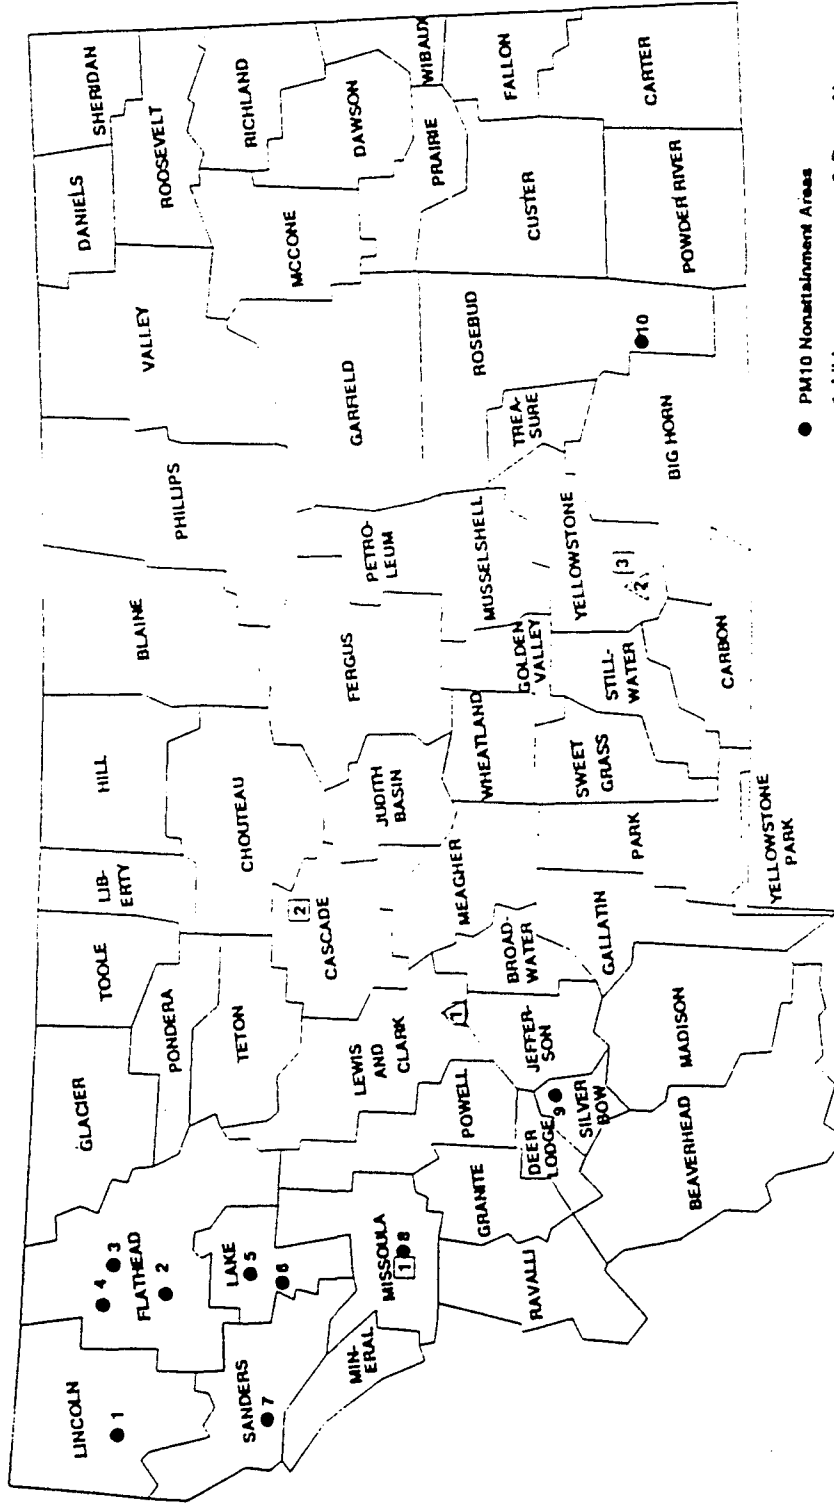 LINCOLN
1
4
3
FLATHEAD
2
GLACIER
TOOLE
LIB-
ERTY
HILL
BLAINE
PHILLIPS
VALLEY
DANIELS
SHERIDAN
ROOSEVELT
PONDERA
SANDERS
7
LAKE
5
6
TETON
CHOUTEAU
RICHLAND
MCCONE
DAWSON
MIN-
ERAL
MISSOULA
1
8
LEWIS
AND
CLARK
2
CASCADE
JUDITH
BASIN
FERGUS
PETRO-
LEUM
GARFIELD
PRAIRIE
WIBAUX
POWELL
1
MEAGHER
WHEATLAND
GOLDEN
VALLEY
MUSSELSHELL
TREA-
SURE
ROSEBUD
CUSTER
FALLON
GRANITE
RAVALLI
DEER
LODGE
9
SILVER
BOW
JEFFER-
SON
BROAD-
WATER
GALLATIN
PARK
SWEET
GRASS
STILL-
WATER
YELLOWSTONE
2
3
BIG HORN
10
POWDER RIVER
CARTER
BEAVERHEAD
MADISON
CARBON
YELLOWSTONE
PARK
PM10 Nonattainment Areas